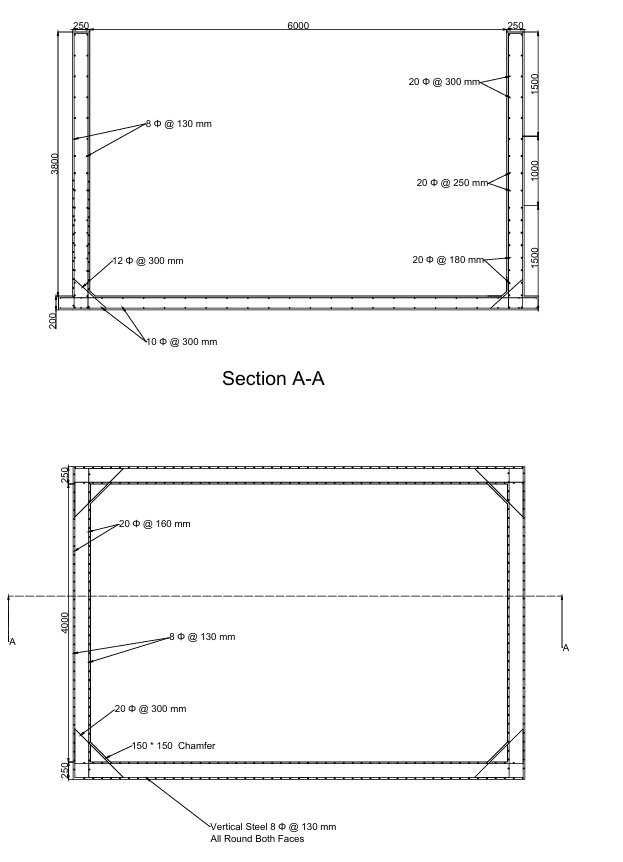 250
6000
250
20 Φ @ 300 mm
1500
8 Φ @ 130 mm
3800
1000
20 Φ @ 250 mm
12 Φ @ 300 mm
20 Φ @ 180 mm
1500
200
10 Φ @ 300 mm
Section A-A
250
20 Φ @ 160 mm
4000
A
A
8 Φ @ 130 mm
20 Φ @ 300 mm
150 * 150 Chamfer
250
Vertical Steel 8 Φ @ 130 mm
All Round Both Faces